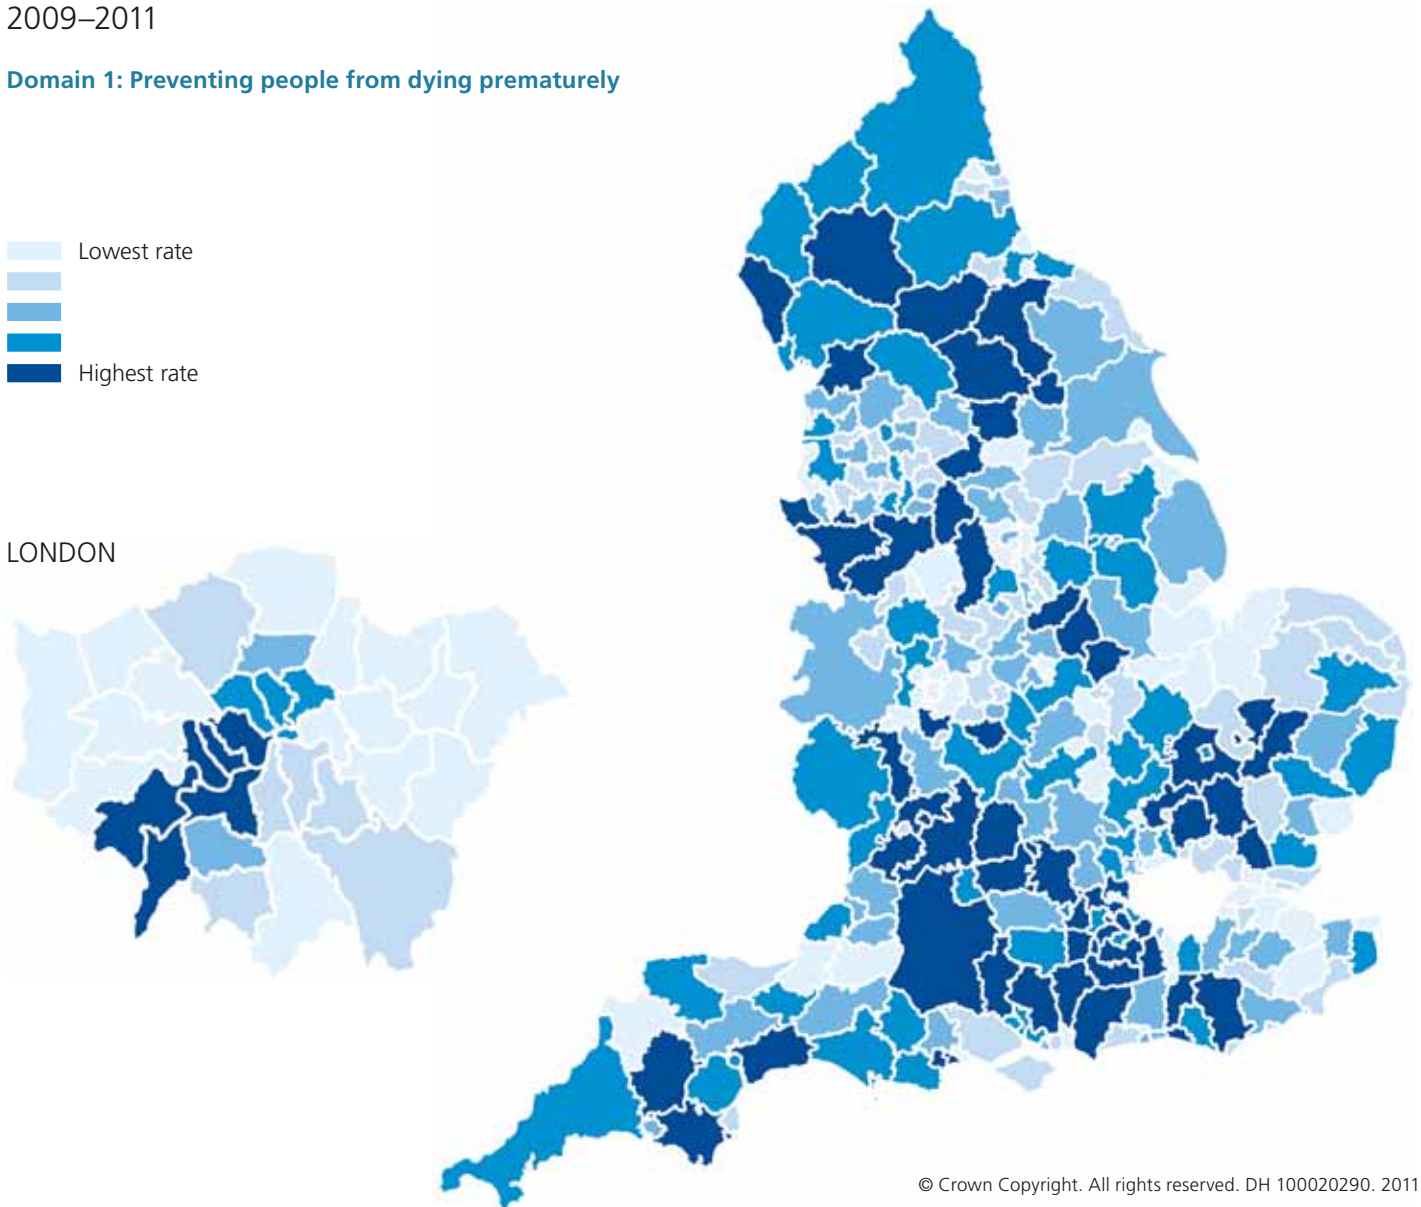 2009–2011
Domain 1: Preventing people from dying prematurely
Lowest rate
Highest rate
LONDON
© Crown Copyright. All rights reserved. DH 100020290. 2011